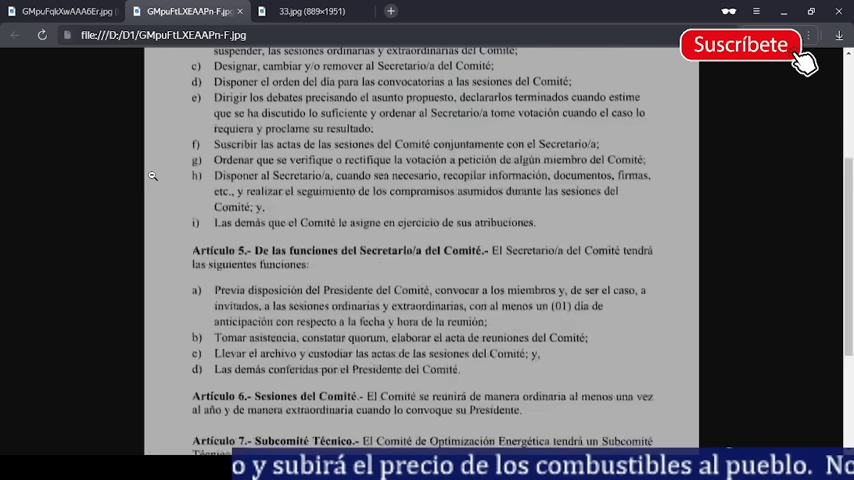 GMpuFqkXwAAA6Er.jpg (
GMpuFtLXEAAPn-F.jpg
33.jpg (889×1951)
file:///D:/D1/GMpuFtLXEAAPn-F.jpg
Suscríbete
suspender, las sesiones ordinarias y extraordinarias del Comité;
c) Designar, cambiar y/o remover al Secretario/a del Comité;
d) Disponer el orden del día para las convocatorias a las sesiones del Comité;
e) Dirigir los debates precisando el asunto propuesto, declararlos terminados cuando estime
que se ha discutido lo suficiente y ordenar al Secretario/a tome votación cuando el caso lo
requiera y proclame su resultado;
f) Suscribir las actas de las sesiones del Comité conjuntamente con el Secretario/a;
g) Ordenar que se verifique o rectifique la votación a petición de algún miembro del Comité;
h) Disponer al Secretario/a, cuando sea necesario, recopilar información, documentos, firmas,
etc., y realizar el seguimiento de los compromisos asumidos durante las sesiones del
Comité; y,
i) Las demás que el Comité le asigne en ejercicio de sus atribuciones.
Artículo 5.- De las funciones del Secretario/a del Comité.- El Secretario/a del Comité tendrá
las siguientes funciones:
a) Previa disposición del Presidente del Comité, convocar a los miembros y, de ser el caso, a
invitados, a las sesiones ordinarias y extraordinarias, con al menos un (01) día de
anticipación con respecto a la fecha y hora de la reunión;
b) Tomar asistencia, constatar quorum, elaborar el acta de reuniones del Comité;
c) Llevar el archivo y custodiar las actas de las sesiones del Comité; y,
d) Las demás conferidas por el Presidente del Comité.
Artículo 6.- Sesiones del Comité.- El Comité se reunirá de manera ordinaria al menos una vez
al año y de manera extraordinaria cuando lo convoque su Presidente.
Artículo 7.- Subcomité Técnico.- El Comité de Optimización Energética tendrá un Subcomité
o y subirá el precio de los combustibles al pueblo. No